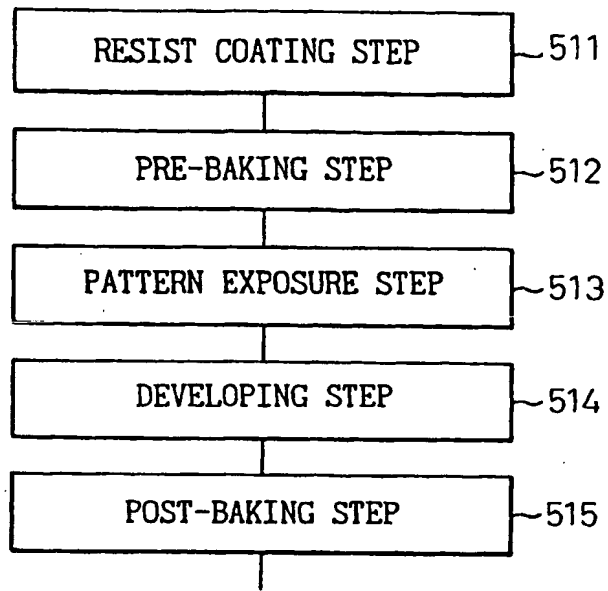 RESIST COATING STEP 511
PRE-BAKING STEP 512
PATTERN EXPOSURE STEP 513
DEVELOPING STEP 514
POST-BAKING STEP 515